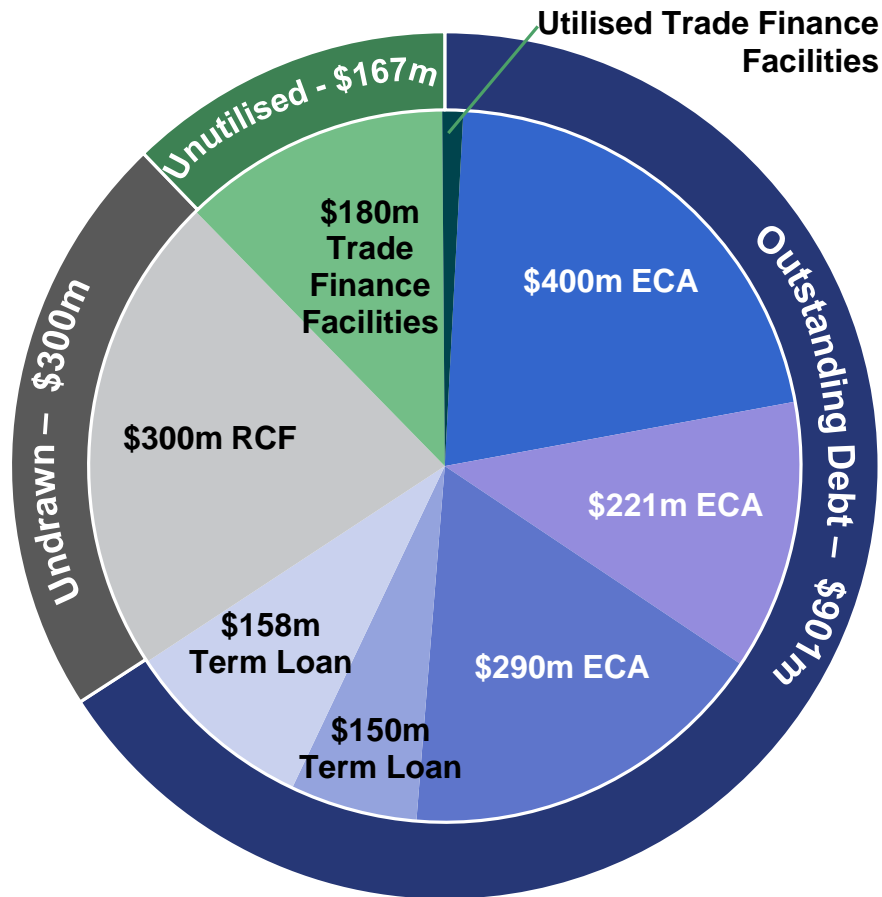 Utilised Trade Finance
Facilities
Unutilised - $167m
$180m
Trade
Finance
Facilities
$400m ECA
Outstanding Debt – $901m
Undrawn – $300m
$300m RCF
$221m ECA
$158m
Term Loan
$290m ECA
$150m
Term Loan